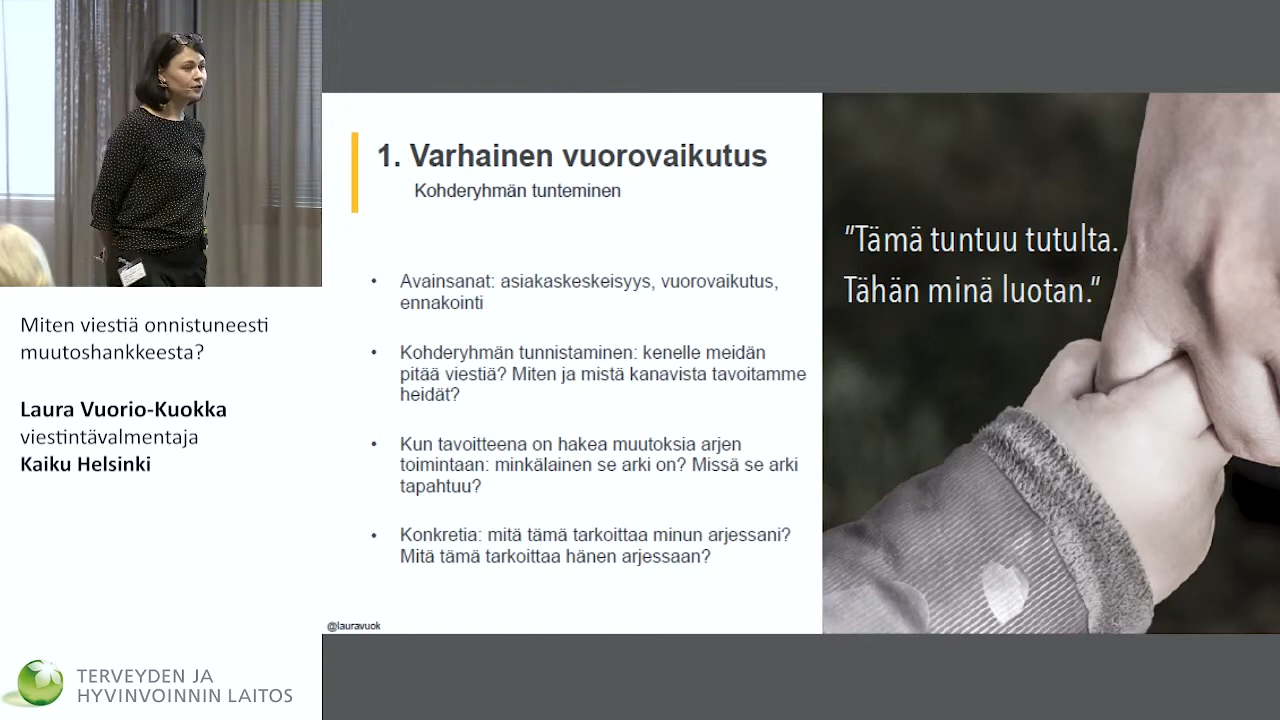 Miten viestiä onnistuneesti
muutoshankkeesta?
Laura Vuorio-Kuokka
viestintävalmentaja
Kaiku Helsinki
TERVEYDEN JA
HYVINVOINNIN LAITOS
1. Varhainen vuorovaikutus
Kohderyhmän tunteminen
• Avainsanat: asiakaskeskeisyys, vuorovaikutus,
ennakointi
• Kohderyhmän tunnistaminen: kenelle meidän
pitää viestiä? Miten ja mistä kanavista tavoitamme
heidät?
• Kun tavoitteena on hakea muutoksia arjen
toimintaan: minkälainen se arki on? Missä se arki
tapahtuu?
• Konkretia: mitä tämä tarkoittaa minun arjessani?
Mitä tämä tarkoittaa hänen arjessaan?
@lauravuok
"Tämä tuntuu tutulta.
Tähän minä luotan."